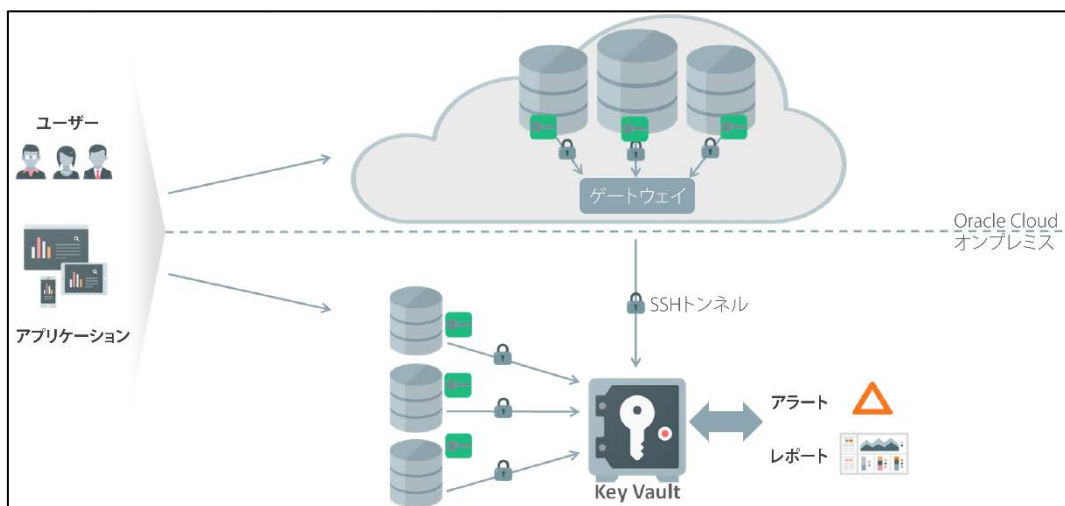 ユーザー
ゲートウェイ
Oracle Cloud
オンプレミス
SSHトンネル
アプリケーション
アラート
レポート
Key Vault